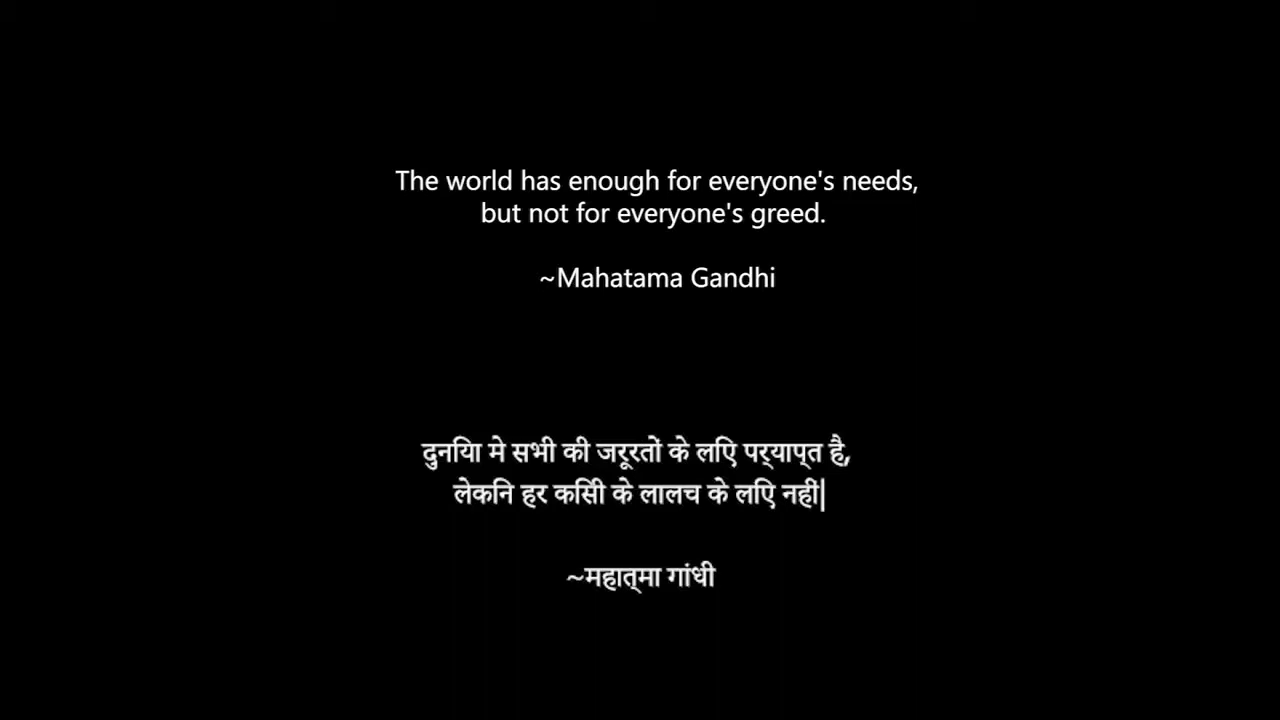 The world has enough for everyone's needs,
but not for everyone's greed.
~Mahatama Gandhi
दुनिया मे सभी की जरूरतों के लिए पर्याप्त है,
लेकिन हर किसी के लालच के लिए नहीं|
~महात्मा गांधी